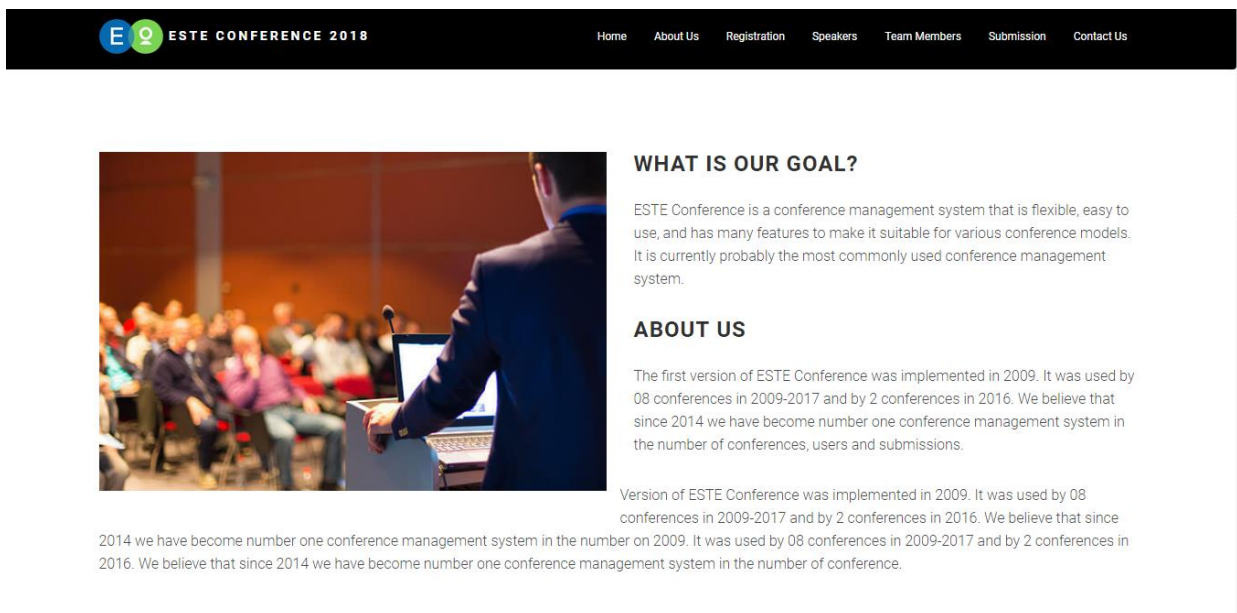 EO ESTE CONFERENCE 2018
Home About Us Registration Speakers Team Members Submission Contact Us
WHAT IS OUR GOAL?
ESTE Conference is a conference management system that is flexible, easy to
use, and has many features to make it suitable for various conference models.
It is currently probably the most commonly used conference management
system.
ABOUT US
The first version of ESTE Conference was implemented in 2009. It was used by
08 conferences in 2009-2017 and by 2 conferences in 2016. We believe that
since 2014 we have become number one conference management system in
the number of conferences, users and submissions.
Version of ESTE Conference was implemented in 2009. It was used by 08
conferences in 2009-2017 and by 2 conferences in 2016. We believe that since
2014 we have become number one conference management system in the number on 2009. It was used by 08 conferences in 2009-2017 and by 2 conferences in
2016. We believe that since 2014 we have become number one conference management system in the number of conference.